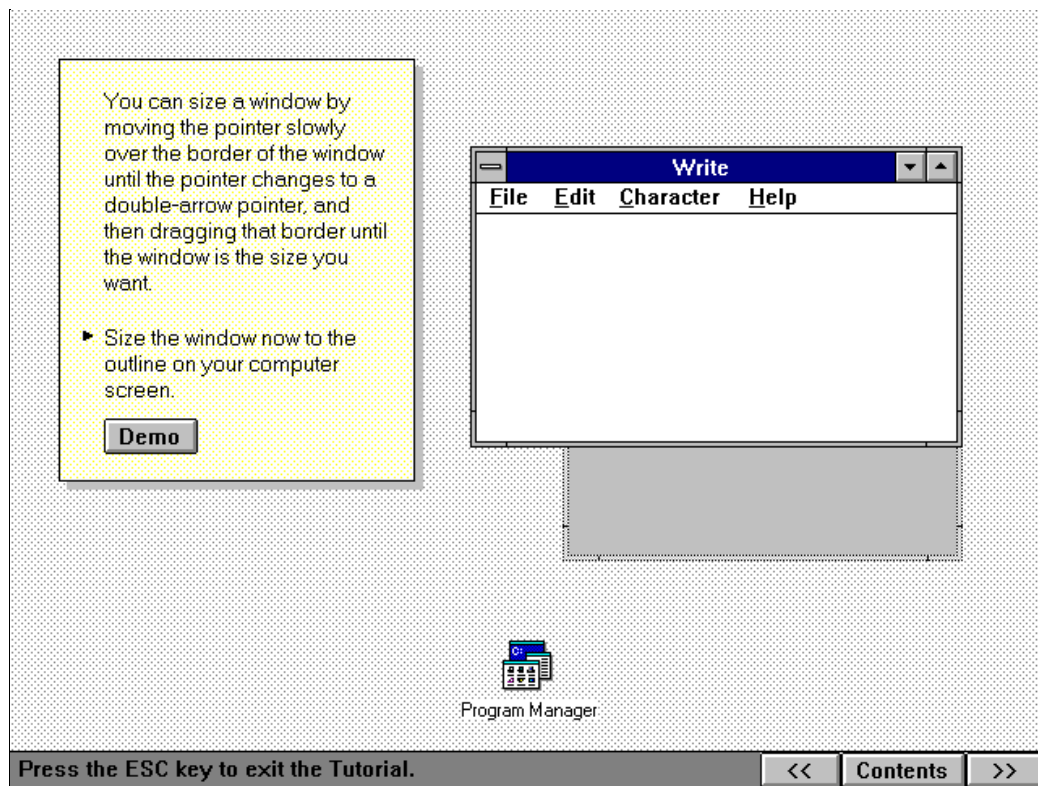 You can size a window by
moving the pointer slowly
over the border of the window
until the pointer changes to a
double-arrow pointer, and
then dragging that border until
the window is the size you
want.
Size the window now to the
outline on your computer
screen.
Demo
Write
File Edit Character Help
C:
Program Manager
Press the ESC key to exit the Tutorial.
<< Contents >>